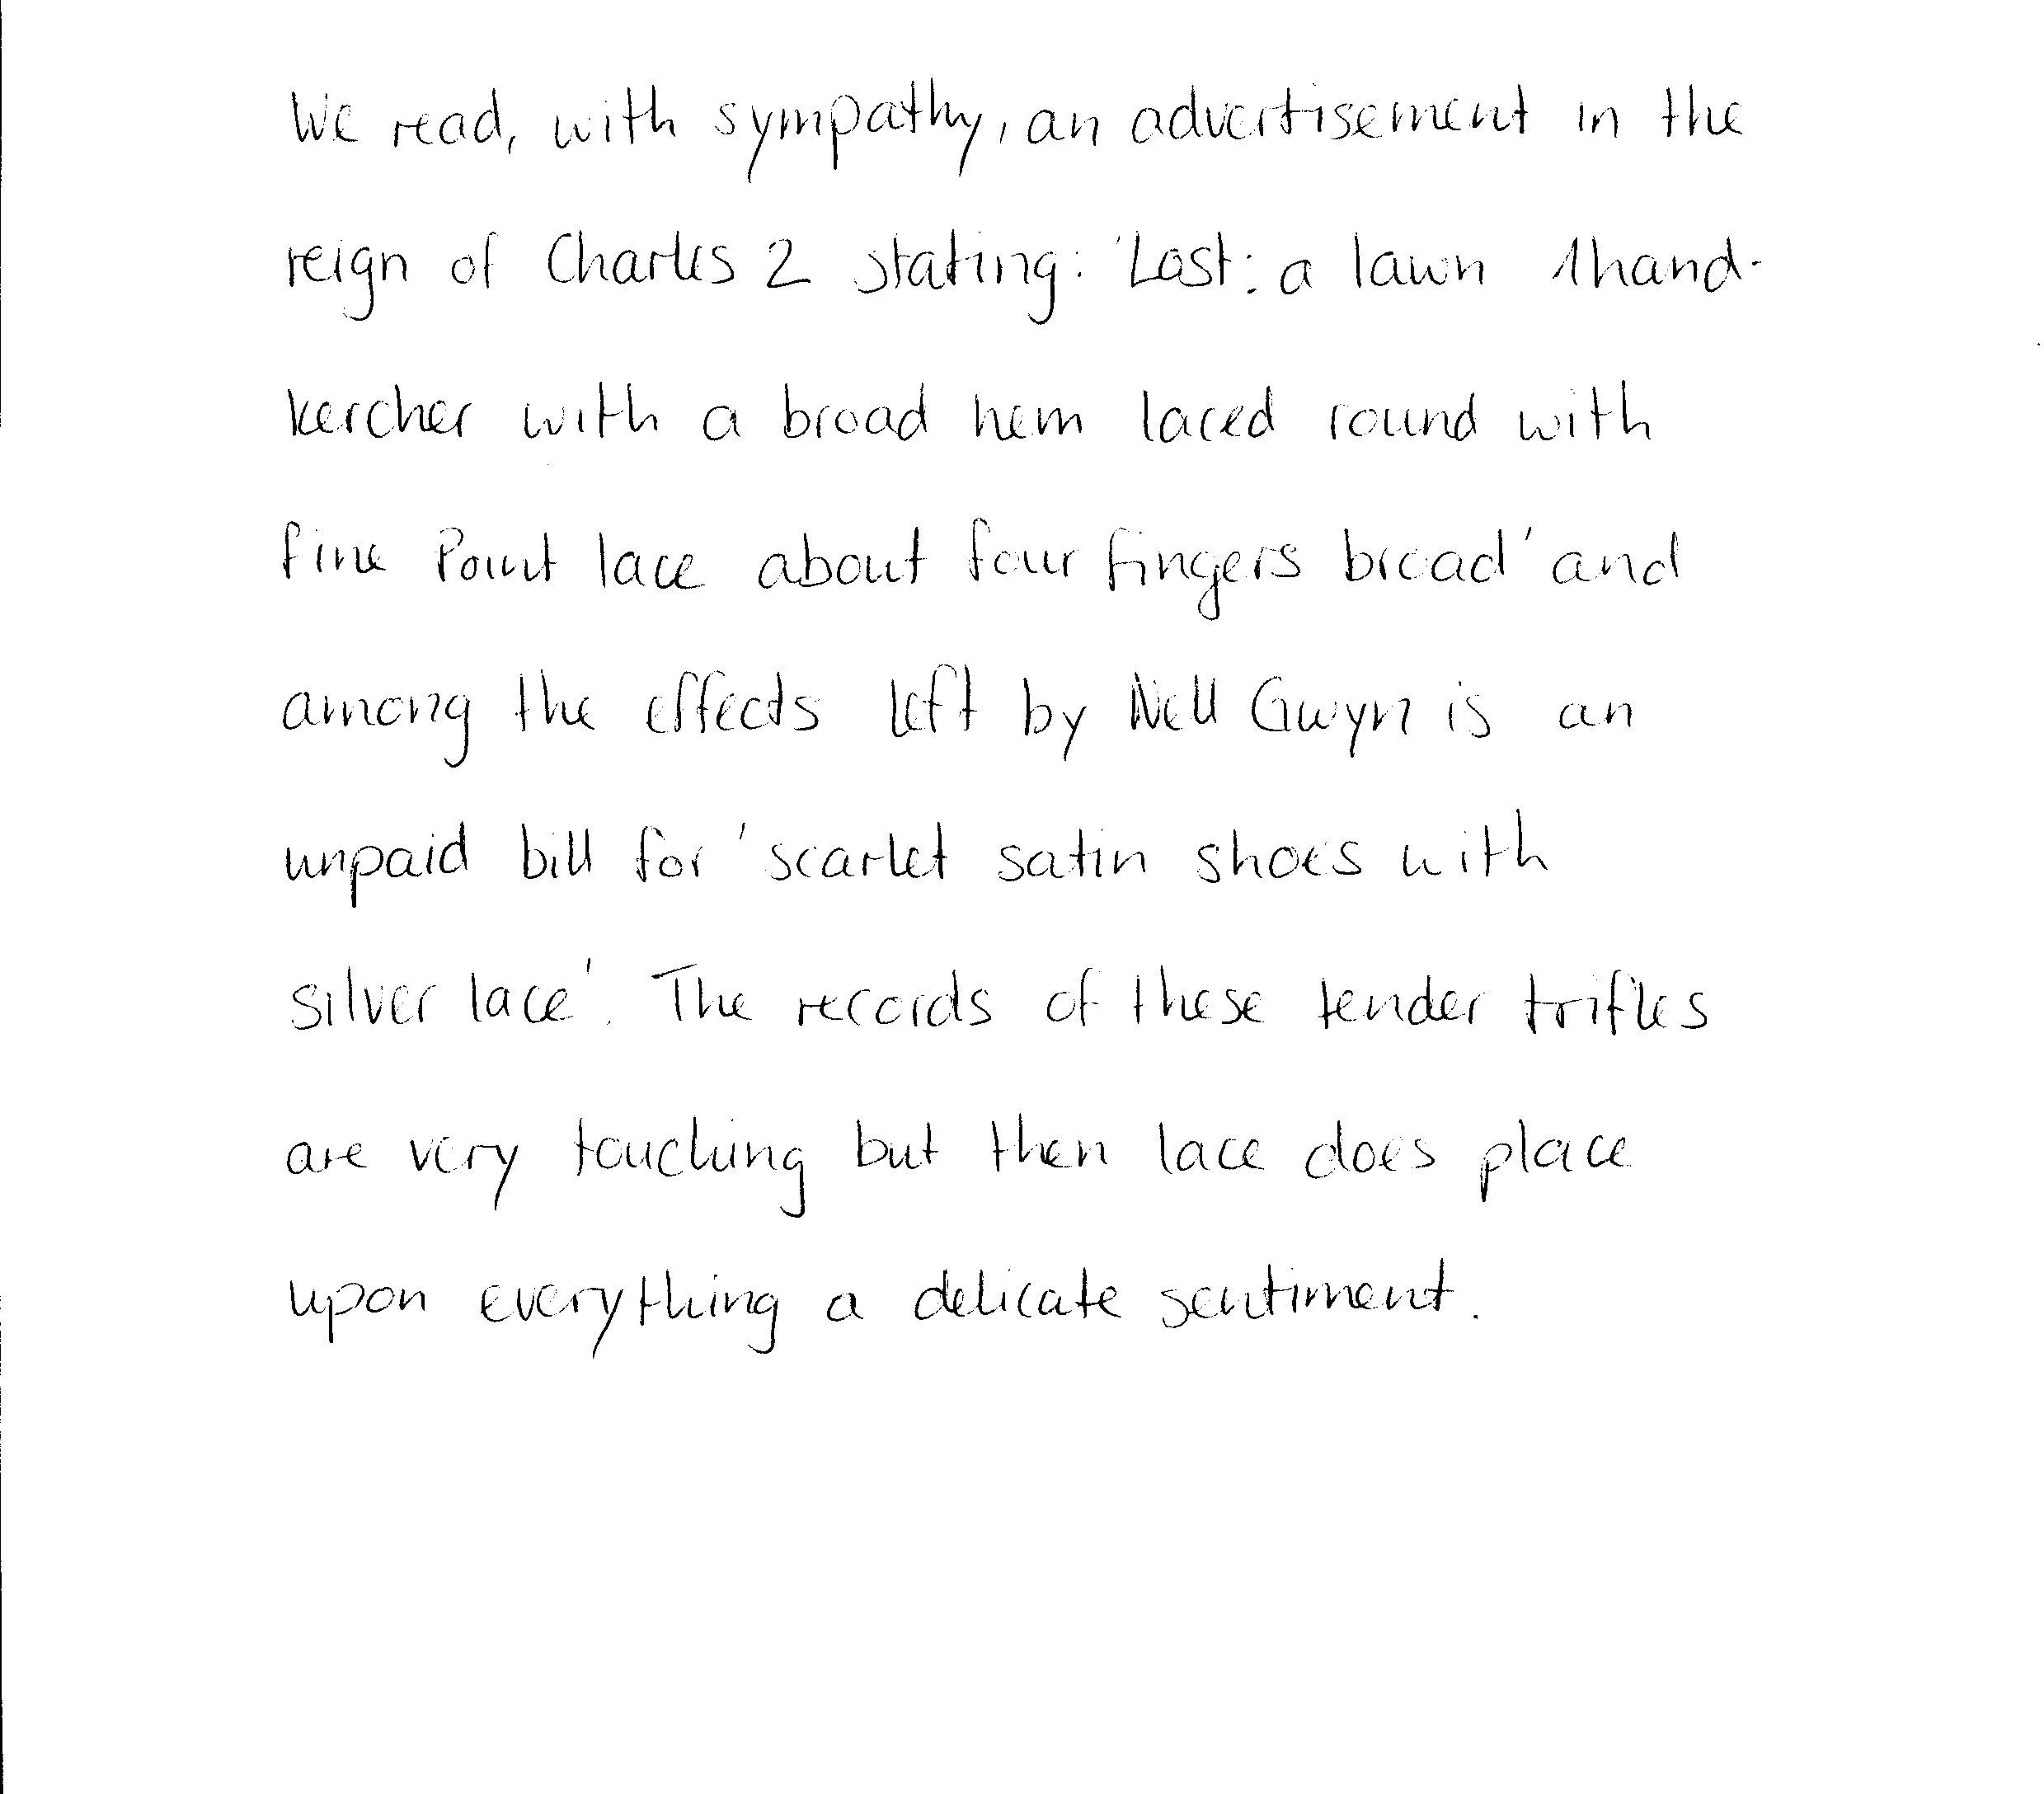 We read, with sympathy, an advertisement in the
reign of Charles 2 stating: 'Lost: a lawn 1hand-
kercher with a broad hem laced round with
fine Point lace about four fingers broad' and
among the effects left by Nell Gwyn is an
unpaid bill for 'scarlet satin shoes with
silver lace'. The records of these tender trifles
are very touching but then lace does place
upon everything a delicate sentiment.